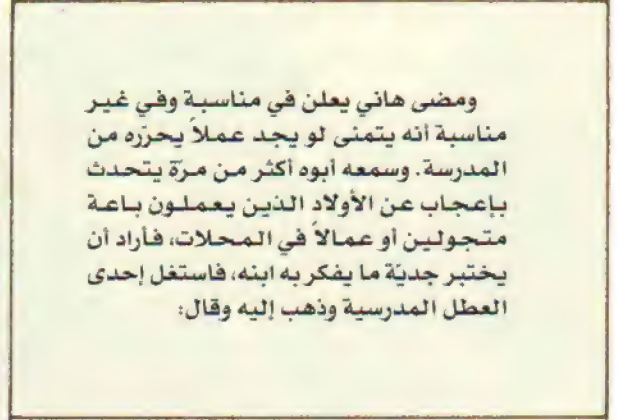 ومضى هاني يعلن في مناسبة وفي غير
مناسبة أنه يتمنى لو يجد عملاً يحرّره من
المدرسة. وسمعه أبوه أكثر من مرّة يتحدث
بإعجاب عن الأولاد الذين يعملون باعة
متجولين أو عمالاً في المحلات، فأراد أن
يختبر جديّة ما يفكر به ابنه، فاستغل إحدى
العطل المدرسية وذهب إليه وقال: